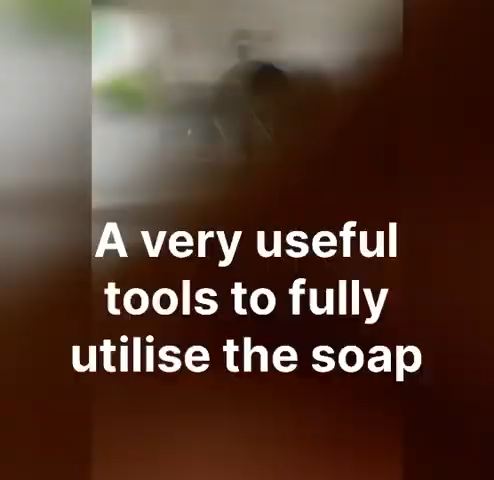 A very useful
tools to fully
utilise the soap